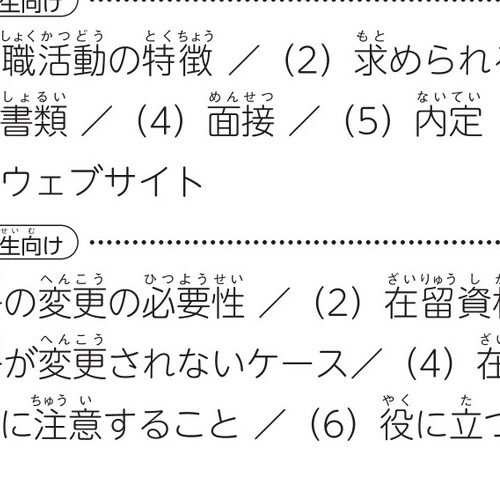 生向け
職活動の特徴 ／（2）求められ
書類 ／（4）面接 ／（5）内定
ウェブサイト
生向け
の変更の必要性 ／（2）在留資
が変更されないケース／（4）在
に注意すること ／（6）役に立つ